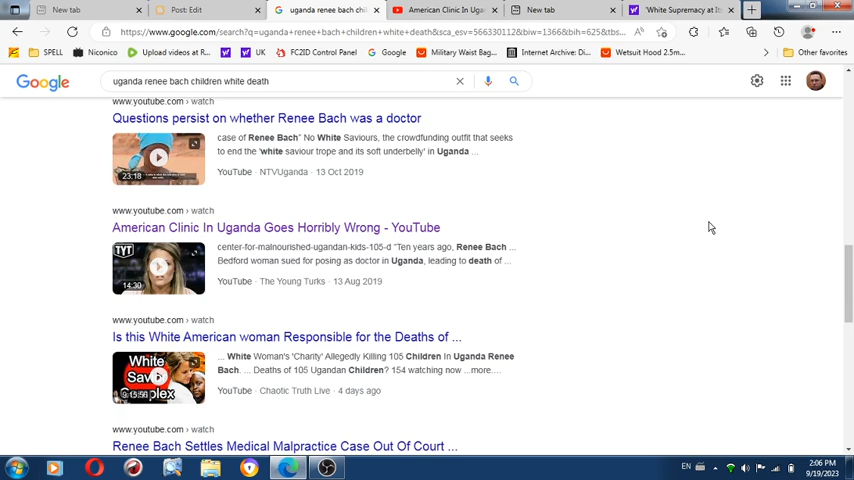 New tab
Post: Edit
uganda renee bach chil
American Clinic In Uga
New tab
'White Supremacy at Its
https://www.google.com/search?q=uganda+renee+bach+children+white+death&sca_esv=566330112&biw=1366&bih=625&tbs...
SPELL
Niconico
Upload videos at R...
UK
FC2ID Control Panel
Google
Military Waist Bag...
Internet Archive: Di...
Wetsuit Hood 2.5m...
Other favorites
Google
uganda renee bach children white death
www.youtube.com › watch
Questions persist on whether Renee Bach was a doctor
case of Renee Bach" No White Saviours, the crowdfunding outfit that seeks
to end the 'white saviour trope and its soft underbelly' in Uganda ...
23:18
YouTube · NTVUganda · 13 Oct 2019
www.youtube.com › watch
American Clinic In Uganda Goes Horribly Wrong - YouTube
TYT
center-for-malnourished-ugandan-kids-105-d "Ten years ago, Renee Bach ...
Bedford woman sued for posing as doctor in Uganda, leading to death of ...
14:30
YouTube · The Young Turks · 13 Aug 2019
www.youtube.com › watch
Is this White American woman Responsible for the Deaths of ...
White
... White Woman's 'Charity' Allegedly Killing 105 Children In Uganda Renee
Bach. ... Deaths of 105 Ugandan Children? 154 watching now ...more....
YouTube · Chaotic Truth Live · 4 days ago
Renee Bach Settles Medical Malpractice Case Out Of Court ...
EN
2:06 PM
9/19/2023